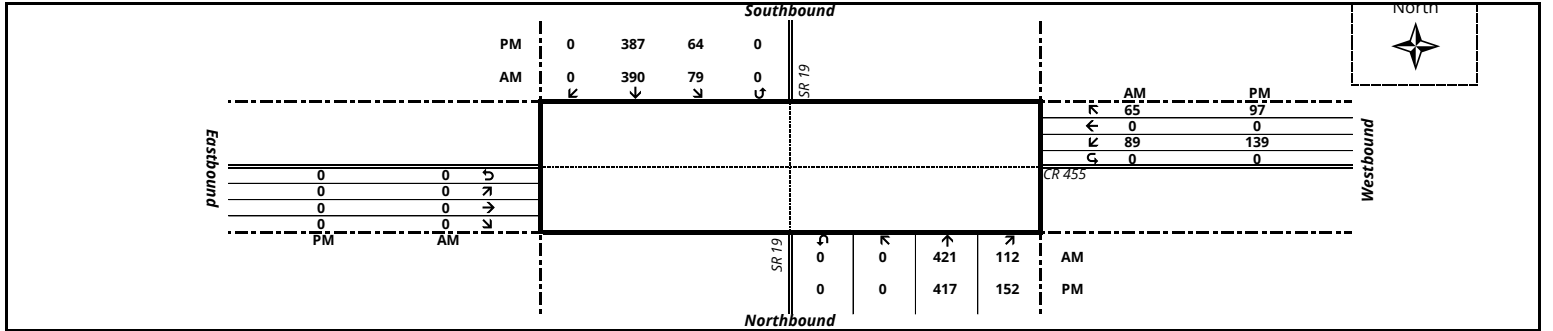 Southbound
North
PM 0 387 64 0
AM 0 390 79 0
SR 19
AM PM
65 97
0 0
89 139
0 0
CR 455
Eastbound
Westbound
0 0
0 0
0 0
0 0
PM AM
SR 19
0 0 421 112 AM
0 0 417 152 PM
Northbound